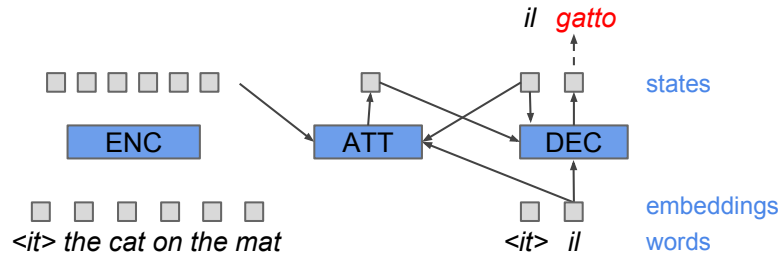 il gatto
states
ENC ATT DEC
embeddings
<it> the cat on the mat <it> il words